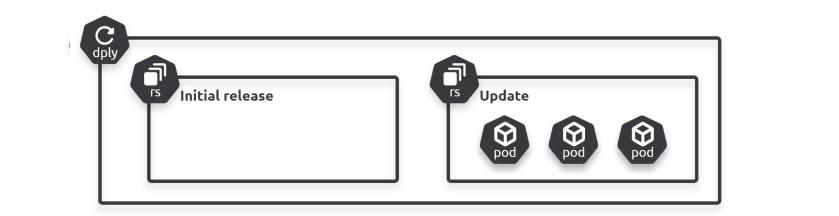 dply
rs
Initial release
rs
Update
pod
pod
pod